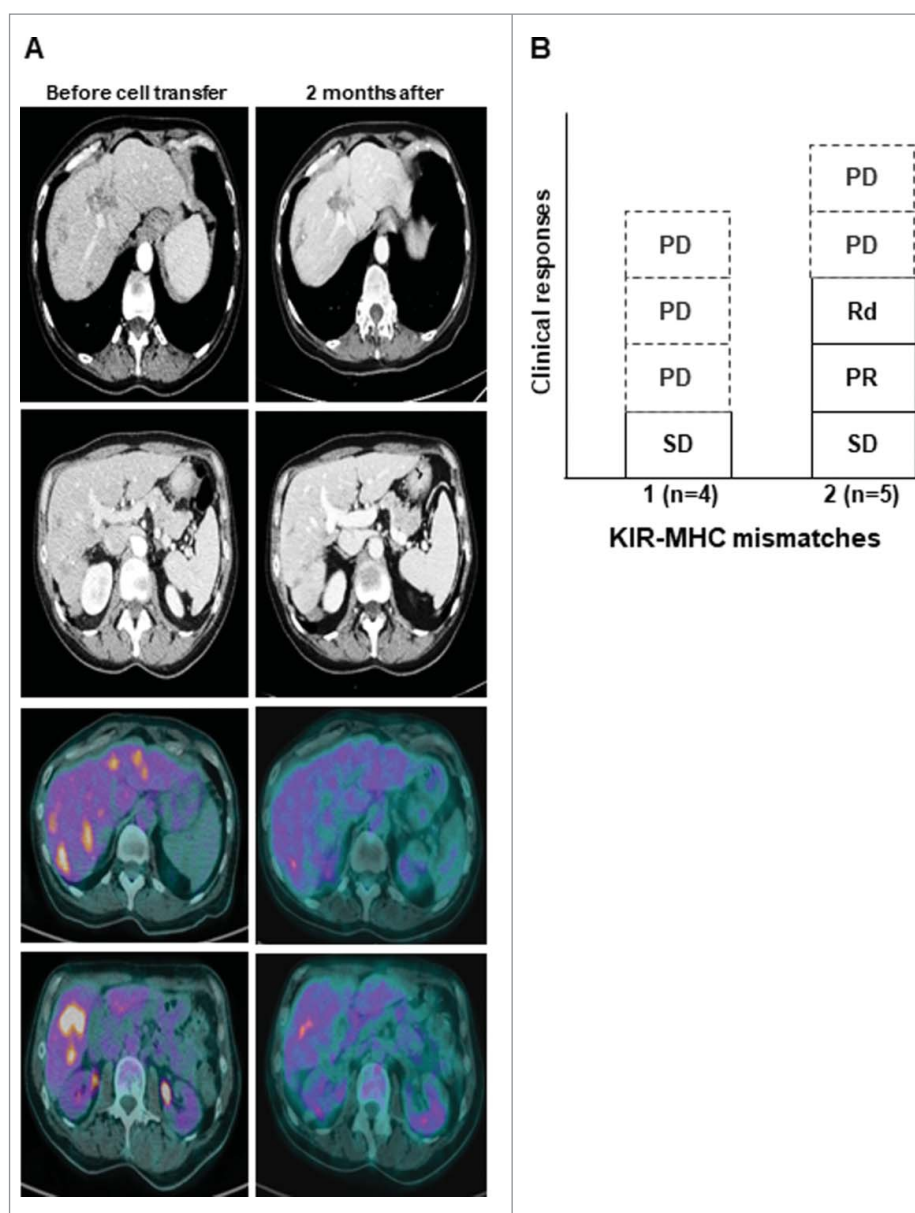 A
Before cell transfer
2 months after
B
Clinical responses
PD
PD
PD
SD
PD
PD
Rd
PR
SD
1 (n=4)
2 (n=5)
KIR-MHC mismatches